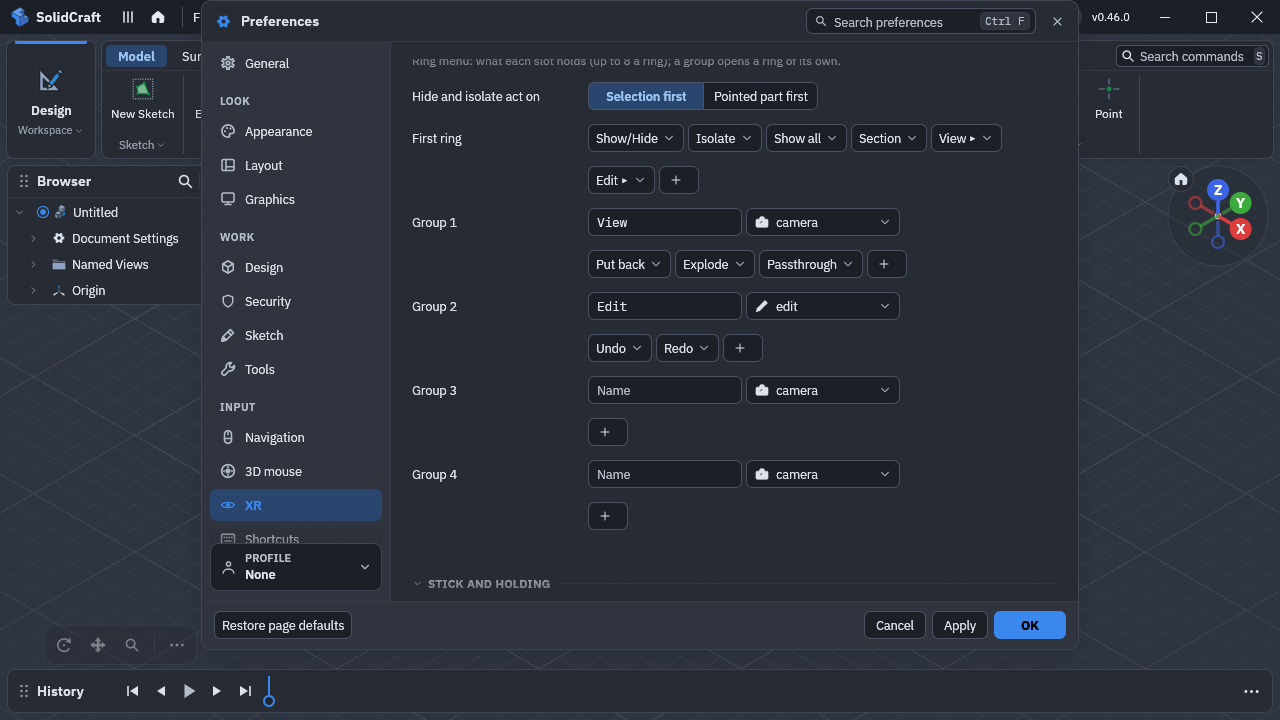 SolidCraft
F
Preferences
Search preferences
Ctrl F
v0.46.0
Model
Sur
Search commands
S
Design
Workspace
New Sketch
E
Sketch
Point
Browser
Untitled
Document Settings
Named Views
Origin
General
LOOK
Appearance
Layout
Graphics
WORK
Design
Security
Sketch
Tools
INPUT
Navigation
3D mouse
XR
Shortcuts
PROFILE
None
Ring menu: what each slot holds (up to 8 a ring); a group opens a ring of its own.
Hide and isolate act on
Selection first
Pointed part first
First ring
Show/Hide
Isolate
Show all
Section
View ▸
Edit ▸
+
Group 1
View
camera
Put back
Explode
Passthrough
+
Group 2
Edit
edit
Undo
Redo
+
Group 3
Name
camera
+
Group 4
Name
camera
+
STICK AND HOLDING
Restore page defaults
Cancel
Apply
OK
Z
Y
X
History